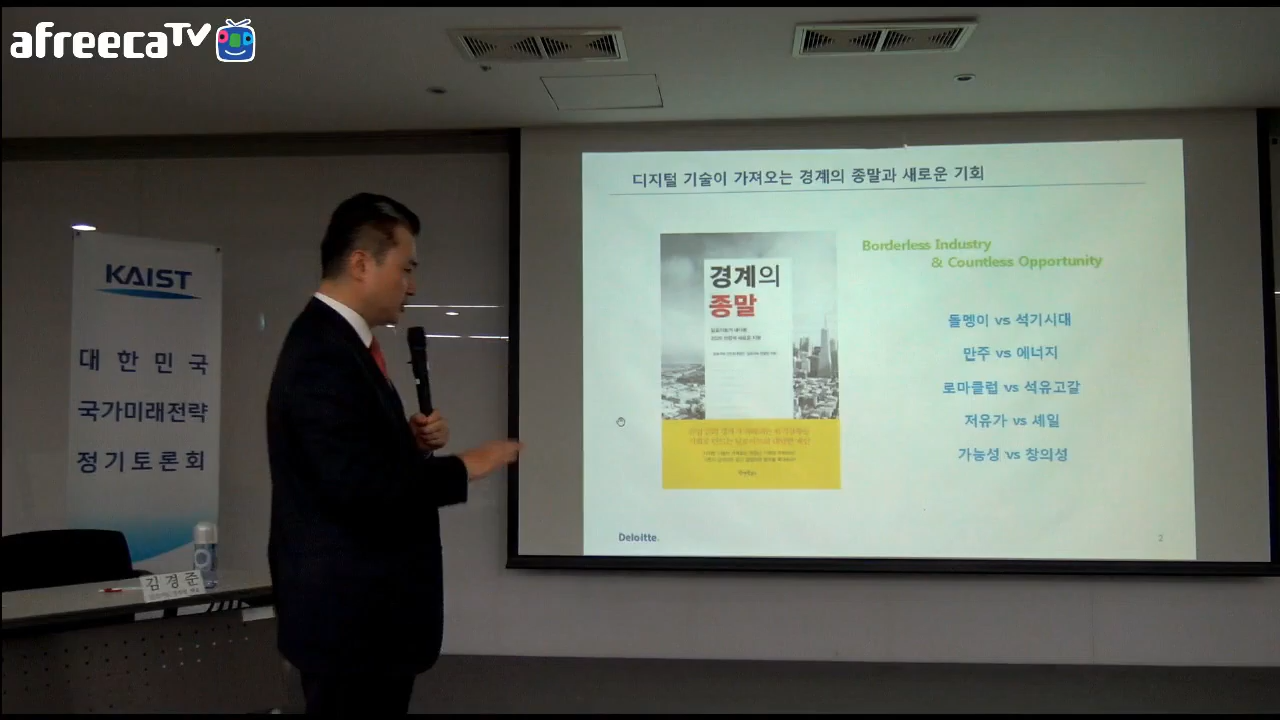 afreecaTV
KAIST
대한민국
국가미래전략
정기토론회
김경준
디지털 기술이 가져오는 경계의 종말과 새로운 기회
경계의
종말
Borderless Industry
& Countless Opportunity
돌멩이 vs 석기시대
만주 vs 에너지
로마클럽 vs 석유고갈
저유가 vs 셰일
가능성 vs 창의성
Deloitte.
2